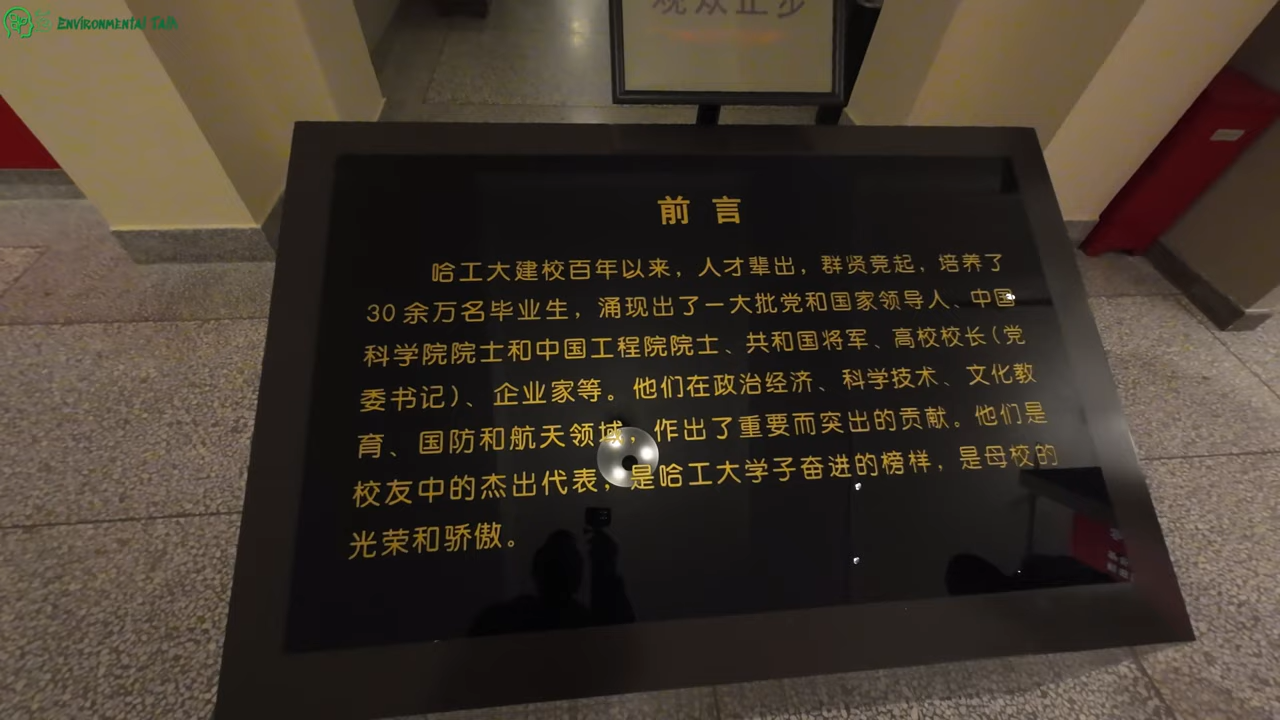 ENVIRONMENTAL TALK
观众止步
前言
哈工大建校百年以来，人才辈出，群贤竞起，培养了
30余万名毕业生，涌现出了一大批党和国家领导人、中国
科学院院士和中国工程院院士、共和国将军、高校校长（党
委书记）、企业家等。他们在政治经济、科学技术、文化教
育、国防和航天领域，作出了重要而突出的贡献。他们是
校友中的杰出代表，是哈工大学子奋进的榜样，是母校的
光荣和骄傲。